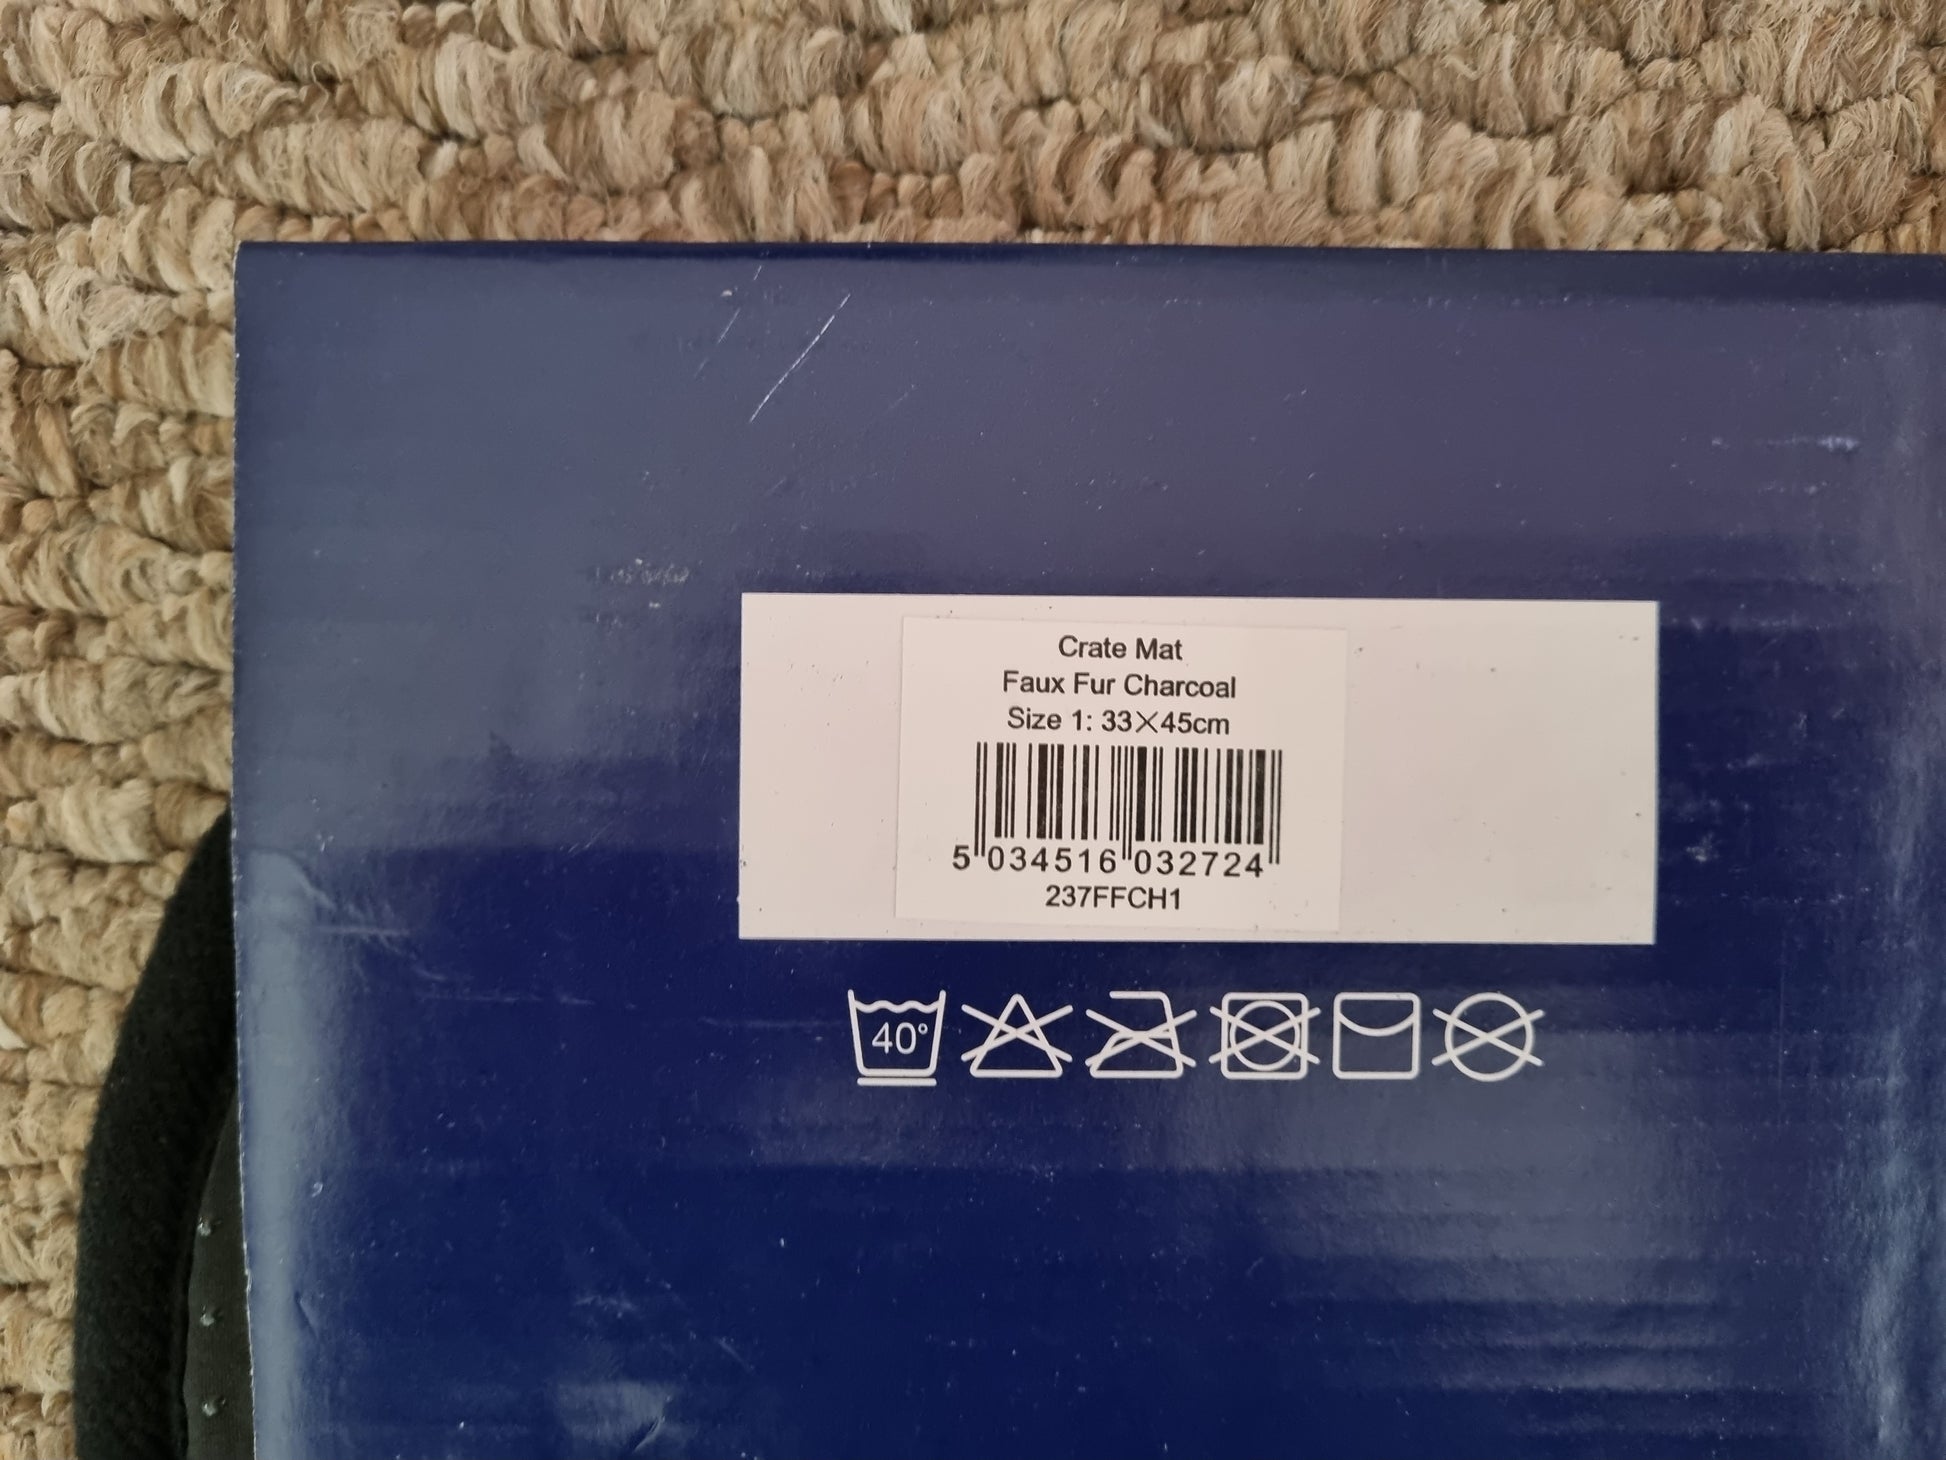 Crate Mat
Faux Fur Charcoal
Size 1: 33×45cm
5 034516 032724
237FFCH1
40°